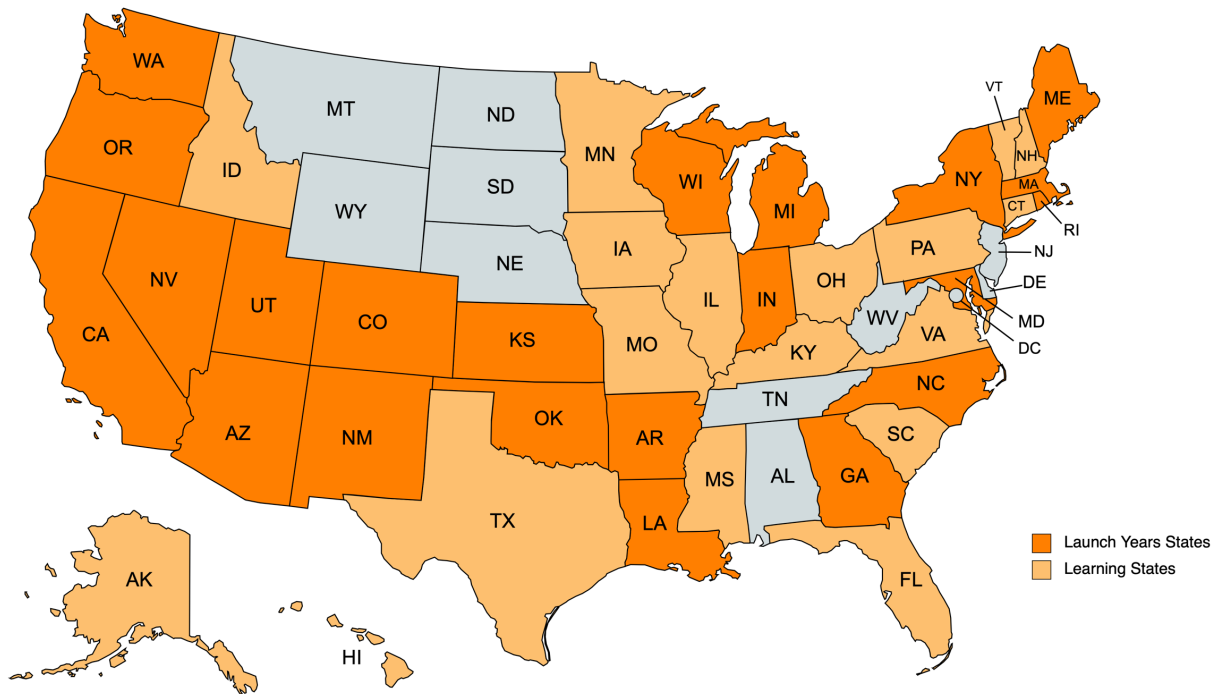 WA
MT
ND
MN
VT
ME
OR
ID
SD
WI
NH
WY
MI
NY
MA
CT
RI
NE
IA
PA
NJ
NV
UT
CO
IL
IN
OH
DE
CA
KS
MO
WV
VA
MD
KY
DC
AZ
NM
OK
AR
TN
NC
SC
TX
LA
MS
AL
GA
Launch Years States
Learning States
AK
FL
HI